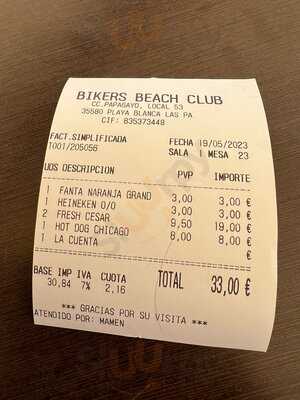 BIKERS BEACH CLUB
CC.PAPAGAYO, LOCAL 53
35580 PLAYA BLANCA LAS PA
CIF: B35373448
FACT.SIMPLIFICADA FECHA 19/05/2023
T001/205056 SALA 1 MESA 23
UDS DESCRIPCION PVP IMPORTE
1 FANTA NARANJA GRAND 3,00 3,00 €
1 HEINEKEN 0/0 3,00 3,00 €
2 FRESH CESAR 9,50 19,00 €
1 HOT DOG CHICAGO 8,00 8,00 €
1 LA CUENTA €
BASE IMP IVA CUOTA TOTAL 33,00 €
30,84 7% 2,16
*** GRACIAS POR SU VISITA ***
ATENDIDO POR: MAMEN